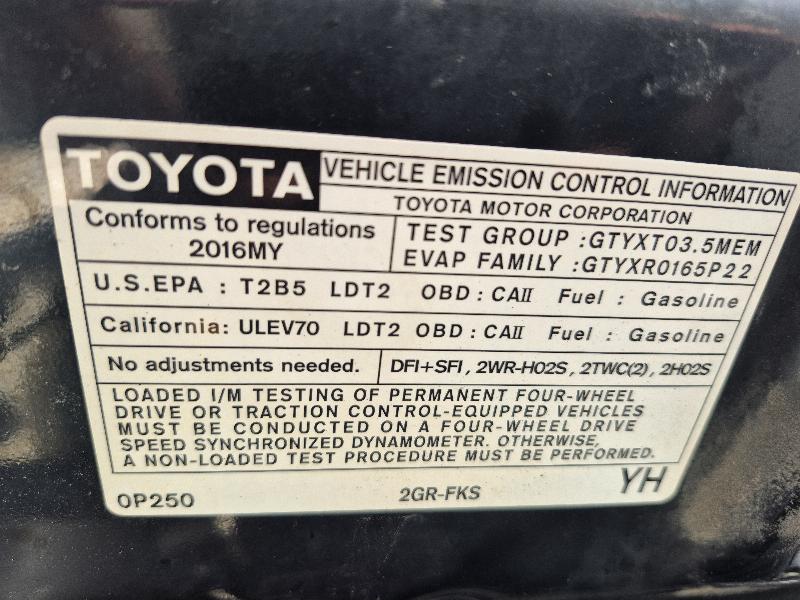 TOYOTA VEHICLE EMISSION CONTROL INFORMATION
TOYOTA MOTOR CORPORATION
Conforms to regulations
2016MY
TEST GROUP :GTYXT03.5MEM
EVAP FAMILY :GTYXR0165P22
U.S.EPA : T2B5 LDT2 OBD : CAII Fuel : Gasoline
California: ULEV70 LDT2 OBD : CAII Fuel : Gasoline
No adjustments needed. DFI+SFI, 2WR-HO2S, 2TWC(2), 2HO2S
LOADED I/M TESTING OF PERMANENT FOUR-WHEEL
DRIVE OR TRACTION CONTROL-EQUIPPED VEHICLES
MUST BE CONDUCTED ON A FOUR-WHEEL DRIVE
SPEED SYNCHRONIZED DYNAMOMETER. OTHERWISE,
A NON-LOADED TEST PROCEDURE MUST BE PERFORMED.
0P250 2GR-FKS YH